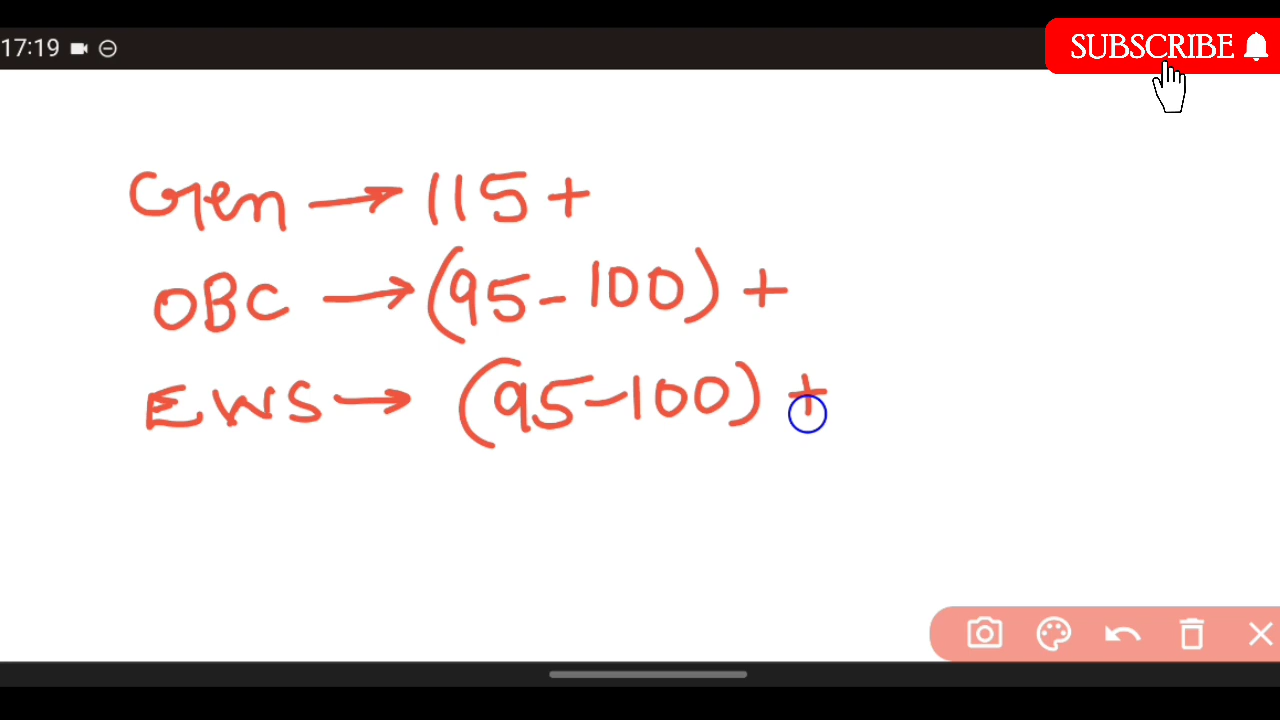 17:19
SUBSCRIBE
Gen → 115 +
OBC → (95 - 100) +
EWS → (95 - 100) +